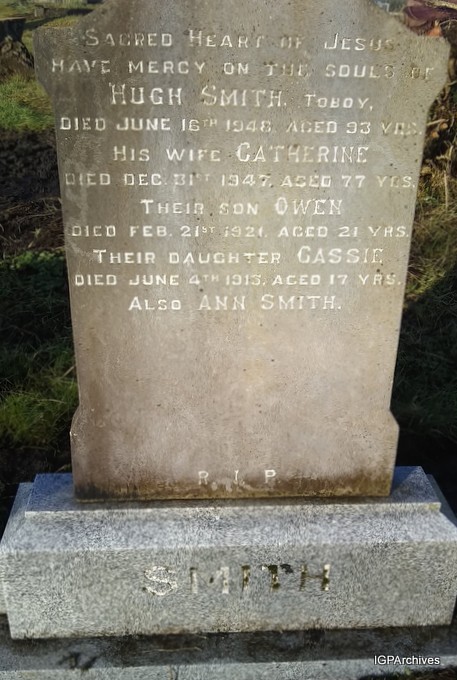 Sacred Heart of Jesus
have mercy on the souls of
Hugh Smith, Toboy,
died June 16th 1948, aged 93 yrs.
His wife Catherine
died Dec. 31st 1947, aged 77 yrs.
Their son Owen
died Feb. 21st 1921, aged 21 yrs.
Their daughter Cassie
died June 4th 1913, aged 17 yrs.
Also Ann Smith.
R I P
SMITH
IGPArchives